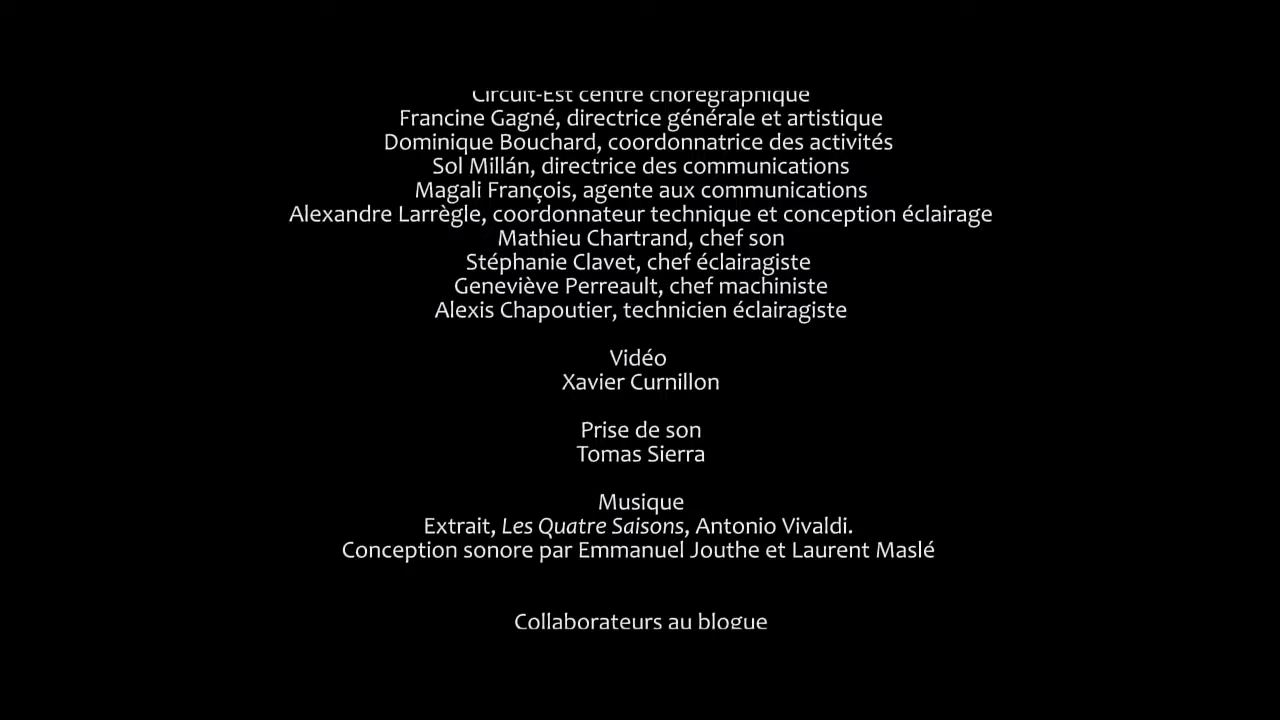 Circuit-Est centre chorégraphique
Francine Gagné, directrice générale et artistique
Dominique Bouchard, coordonnatrice des activités
Sol Millán, directrice des communications
Magali François, agente aux communications
Alexandre Larrègle, coordonnateur technique et conception éclairage
Mathieu Chartrand, chef son
Stéphanie Clavet, chef éclairagiste
Geneviève Perreault, chef machiniste
Alexis Chapoutier, technicien éclairagiste
Vidéo
Xavier Curnillon
Prise de son
Tomas Sierra
Musique
Extrait, Les Quatre Saisons, Antonio Vivaldi.
Conception sonore par Emmanuel Jouthe et Laurent Maslé
Collaborateurs au blogue